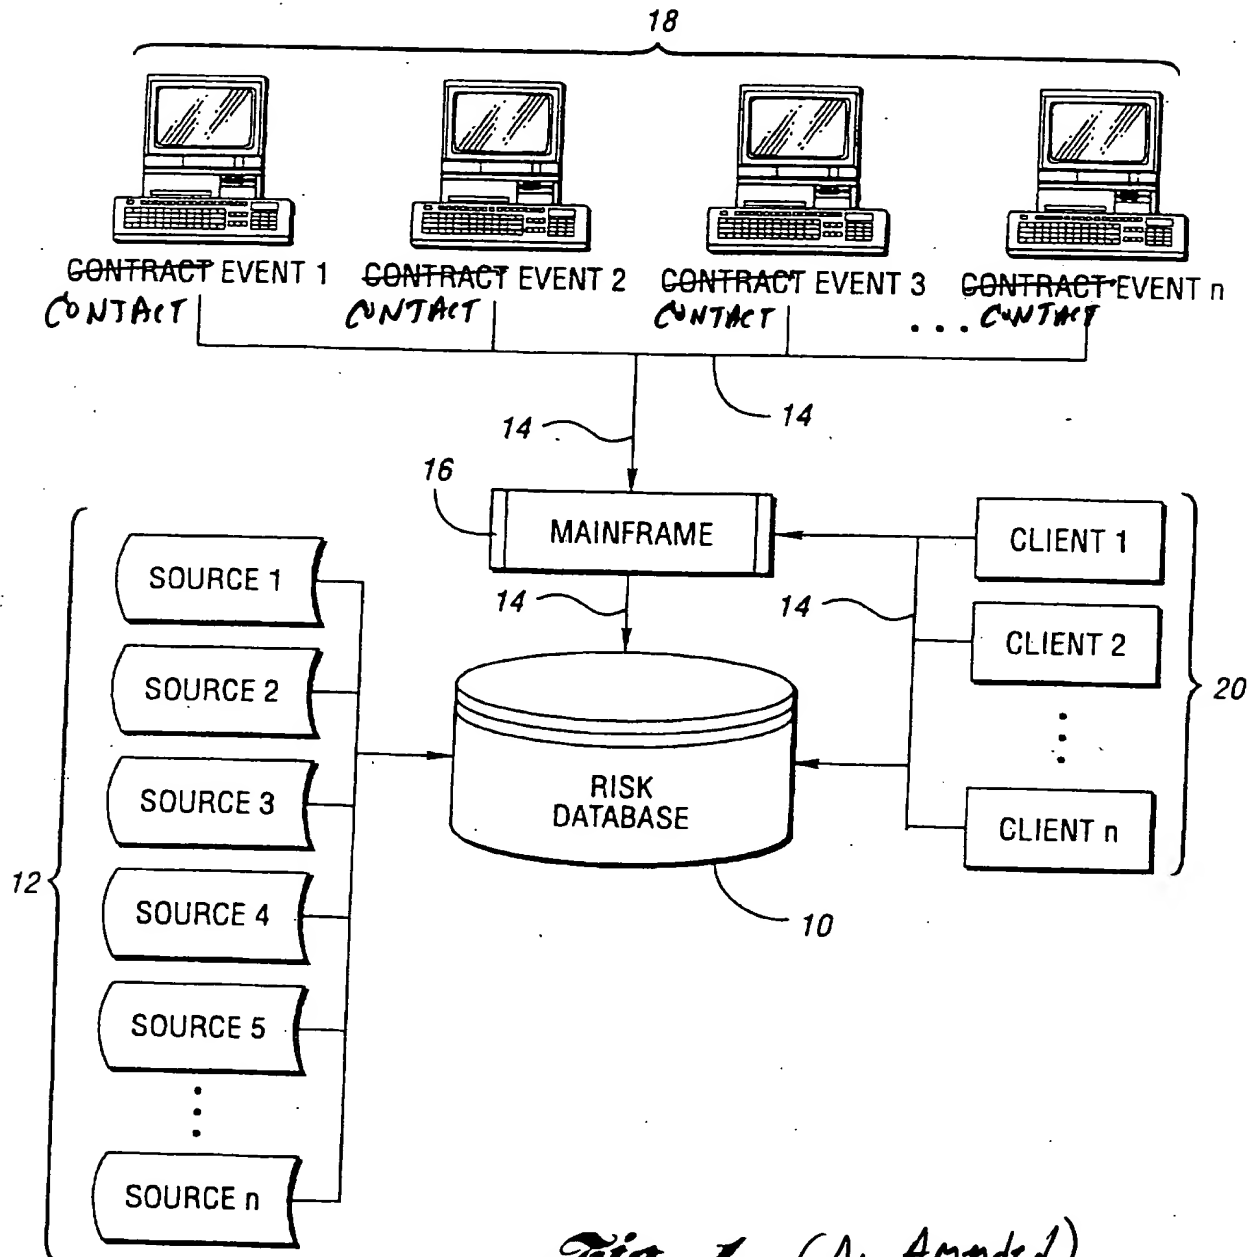 18
CONTRACT EVENT 1 CONTRACT EVENT 2 CONTRACT EVENT 3 CONTRACT EVENT n
CONTACT CONTACT CONTACT ... CONTACT
14
14
16
MAINFRAME
14
14
CLIENT 1
CLIENT 2
CLIENT n
20
SOURCE 1
SOURCE 2
SOURCE 3
SOURCE 4
SOURCE 5
SOURCE n
12
RISK
DATABASE
10
Fig. 1 (As Amended)